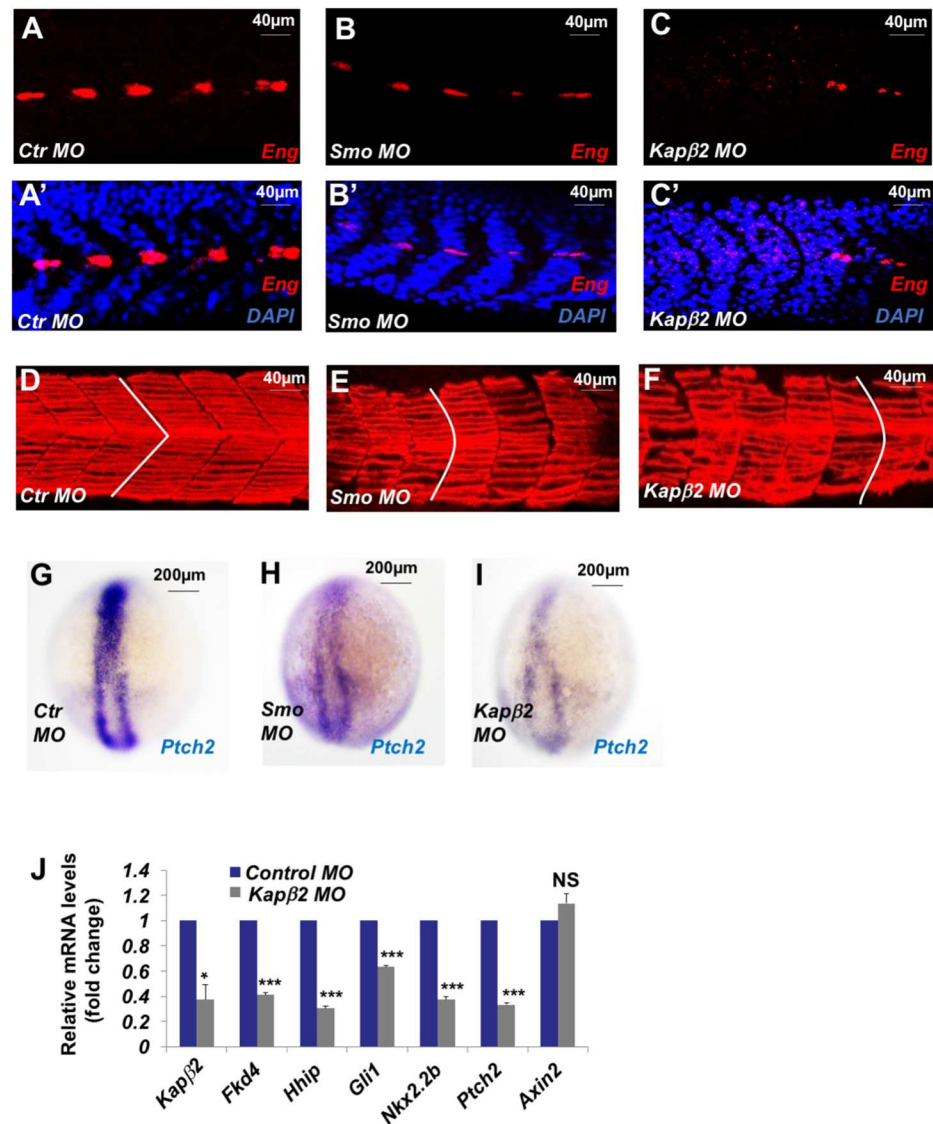 A 40µm Ctr MO Eng
B 40µm Smo MO Eng
C 40µm Kapβ2 MO Eng
A’ 40µm Eng Ctr MO DAPI
B’ 40µm Eng Smo MO DAPI
C’ 40µm Eng Kapβ2 MO DAPI
D 40µm Ctr MO
E 40µm Smo MO
F 40µm Kapβ2 MO
G 200µm
Ctr
MO Ptch2
H 200µm
Smo
MO Ptch2
I 200µm
Kapβ2
MO Ptch2
J
Relative mRNA levels
(fold change)
1.4
1.2
1
0.8
0.6
0.4
0.2
0
Control MO
Kapβ2 MO
* *** *** *** *** *** NS
Kapβ2 Fkd4 Hhip Gli1 Nkx2.2b Ptch2 Axin2